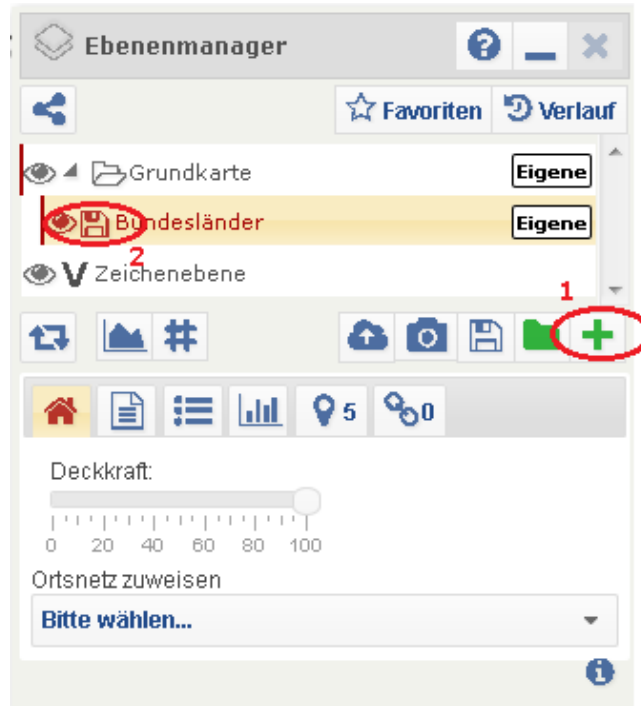 Ebenenmanager
Favoriten Verlauf
Grundkarte Eigene
Bundesländer Eigene
2
Zeichenebene
1
5 0
Deckkraft:
0 20 40 60 80 100
Ortsnetz zuweisen
Bitte wählen...